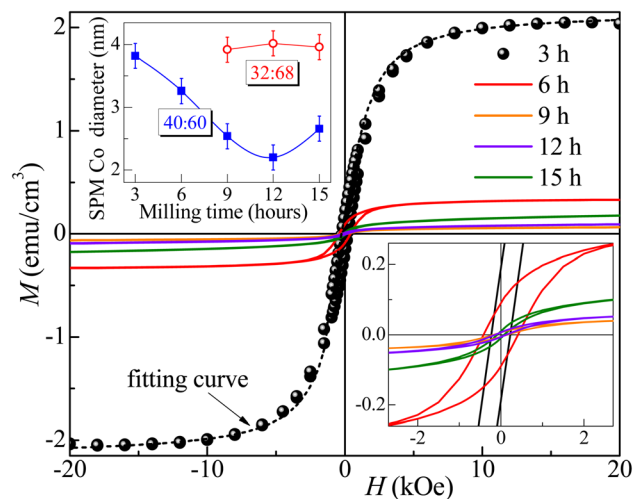 2
1
0
-1
-2
M (emu/cm³)
-20
-10
0
10
20
H (kOe)
3 h
6 h
9 h
12 h
15 h
fitting curve
SPM Co diameter (nm)
4
3
2
32:68
40:60
3
6
9
12
15
Milling time (hours)
0.2
0.0
-0.2
-2
0
2